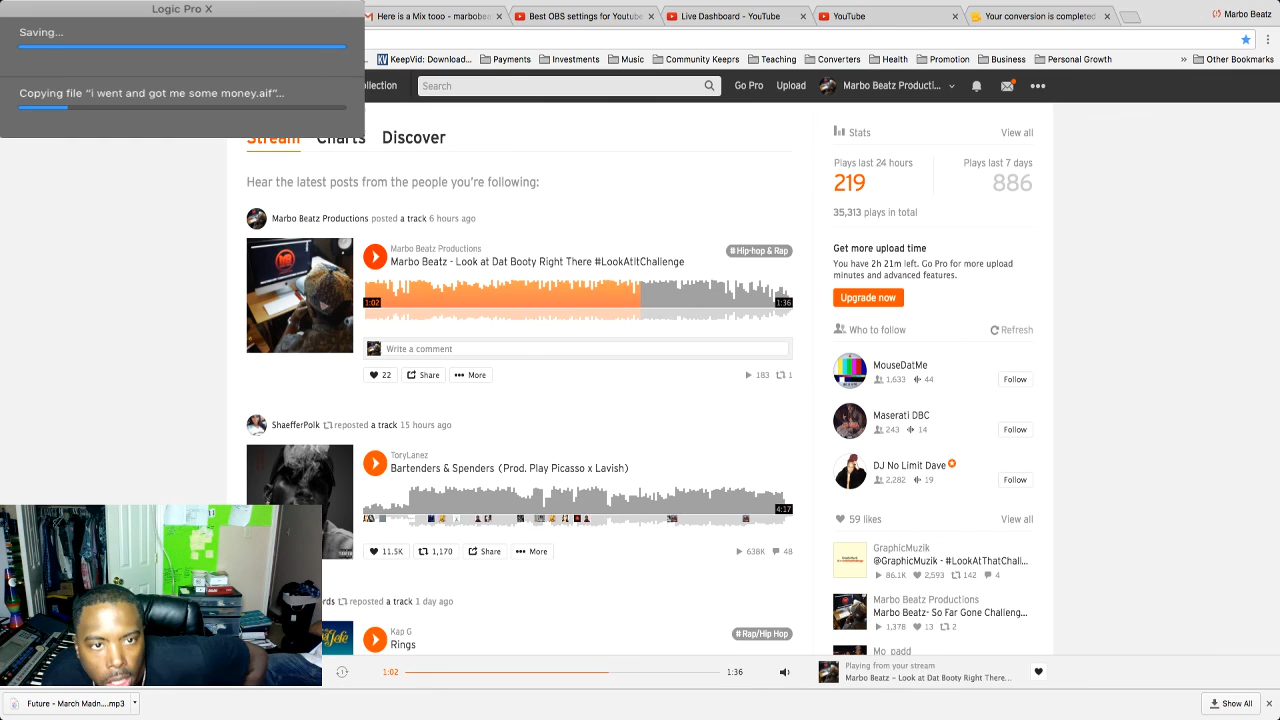 Logic Pro X
Saving...
Copying file "i went and got me some money.aif"...
Here is a Mix tooo - marbobea
Best OBS settings for Youtube
Live Dashboard - YouTube
YouTube
Your conversion is completed
Marbo Beatz
KeepVid: Download
Payments
Investments
Music
Community Keeprs
Teaching
Converters
Health
Promotion
Business
Personal Growth
Other Bookmarks
ollection
Search
Go Pro
Upload
Marbo Beatz Producti...
Stream
Charts
Discover
Hear the latest posts from the people you're following:
Marbo Beatz Productions posted a track 6 hours ago
Marbo Beatz Productions
Marbo Beatz - Look at Dat Booty Right There #LookAtItChallenge
# Hip-hop & Rap
1:02
1:36
Write a comment
22
Share
More
183
1
ShaefferPolk reposted a track 15 hours ago
ToryLanez
Bartenders & Spenders (Prod. Play Picasso x Lavish)
4:17
11.5K
1,170
Share
More
638K
48
rds reposted a track 1 day ago
Kap G
Rings
# Rap/Hip Hop
Stats
View all
Plays last 24 hours
219
Plays last 7 days
886
35,313 plays in total
Get more upload time
You have 2h 21m left. Go Pro for more upload
minutes and advanced features.
Upgrade now
Who to follow
Refresh
MouseDatMe
1,633
44
Follow
Maserati DBC
243
14
Follow
DJ No Limit Dave
2,282
19
Follow
59 likes
View all
GraphicMuzik
@GraphicMuzik - #LookAtThatChall...
86.1K
2,593
142
4
Marbo Beatz Productions
Marbo Beatz- So Far Gone Challeng...
1,378
13
2
Mo_padd
1:02
1:36
Playing from your stream
Marbo Beatz - Look at Dat Booty Right There...
Future - March Madn....mp3
Show All